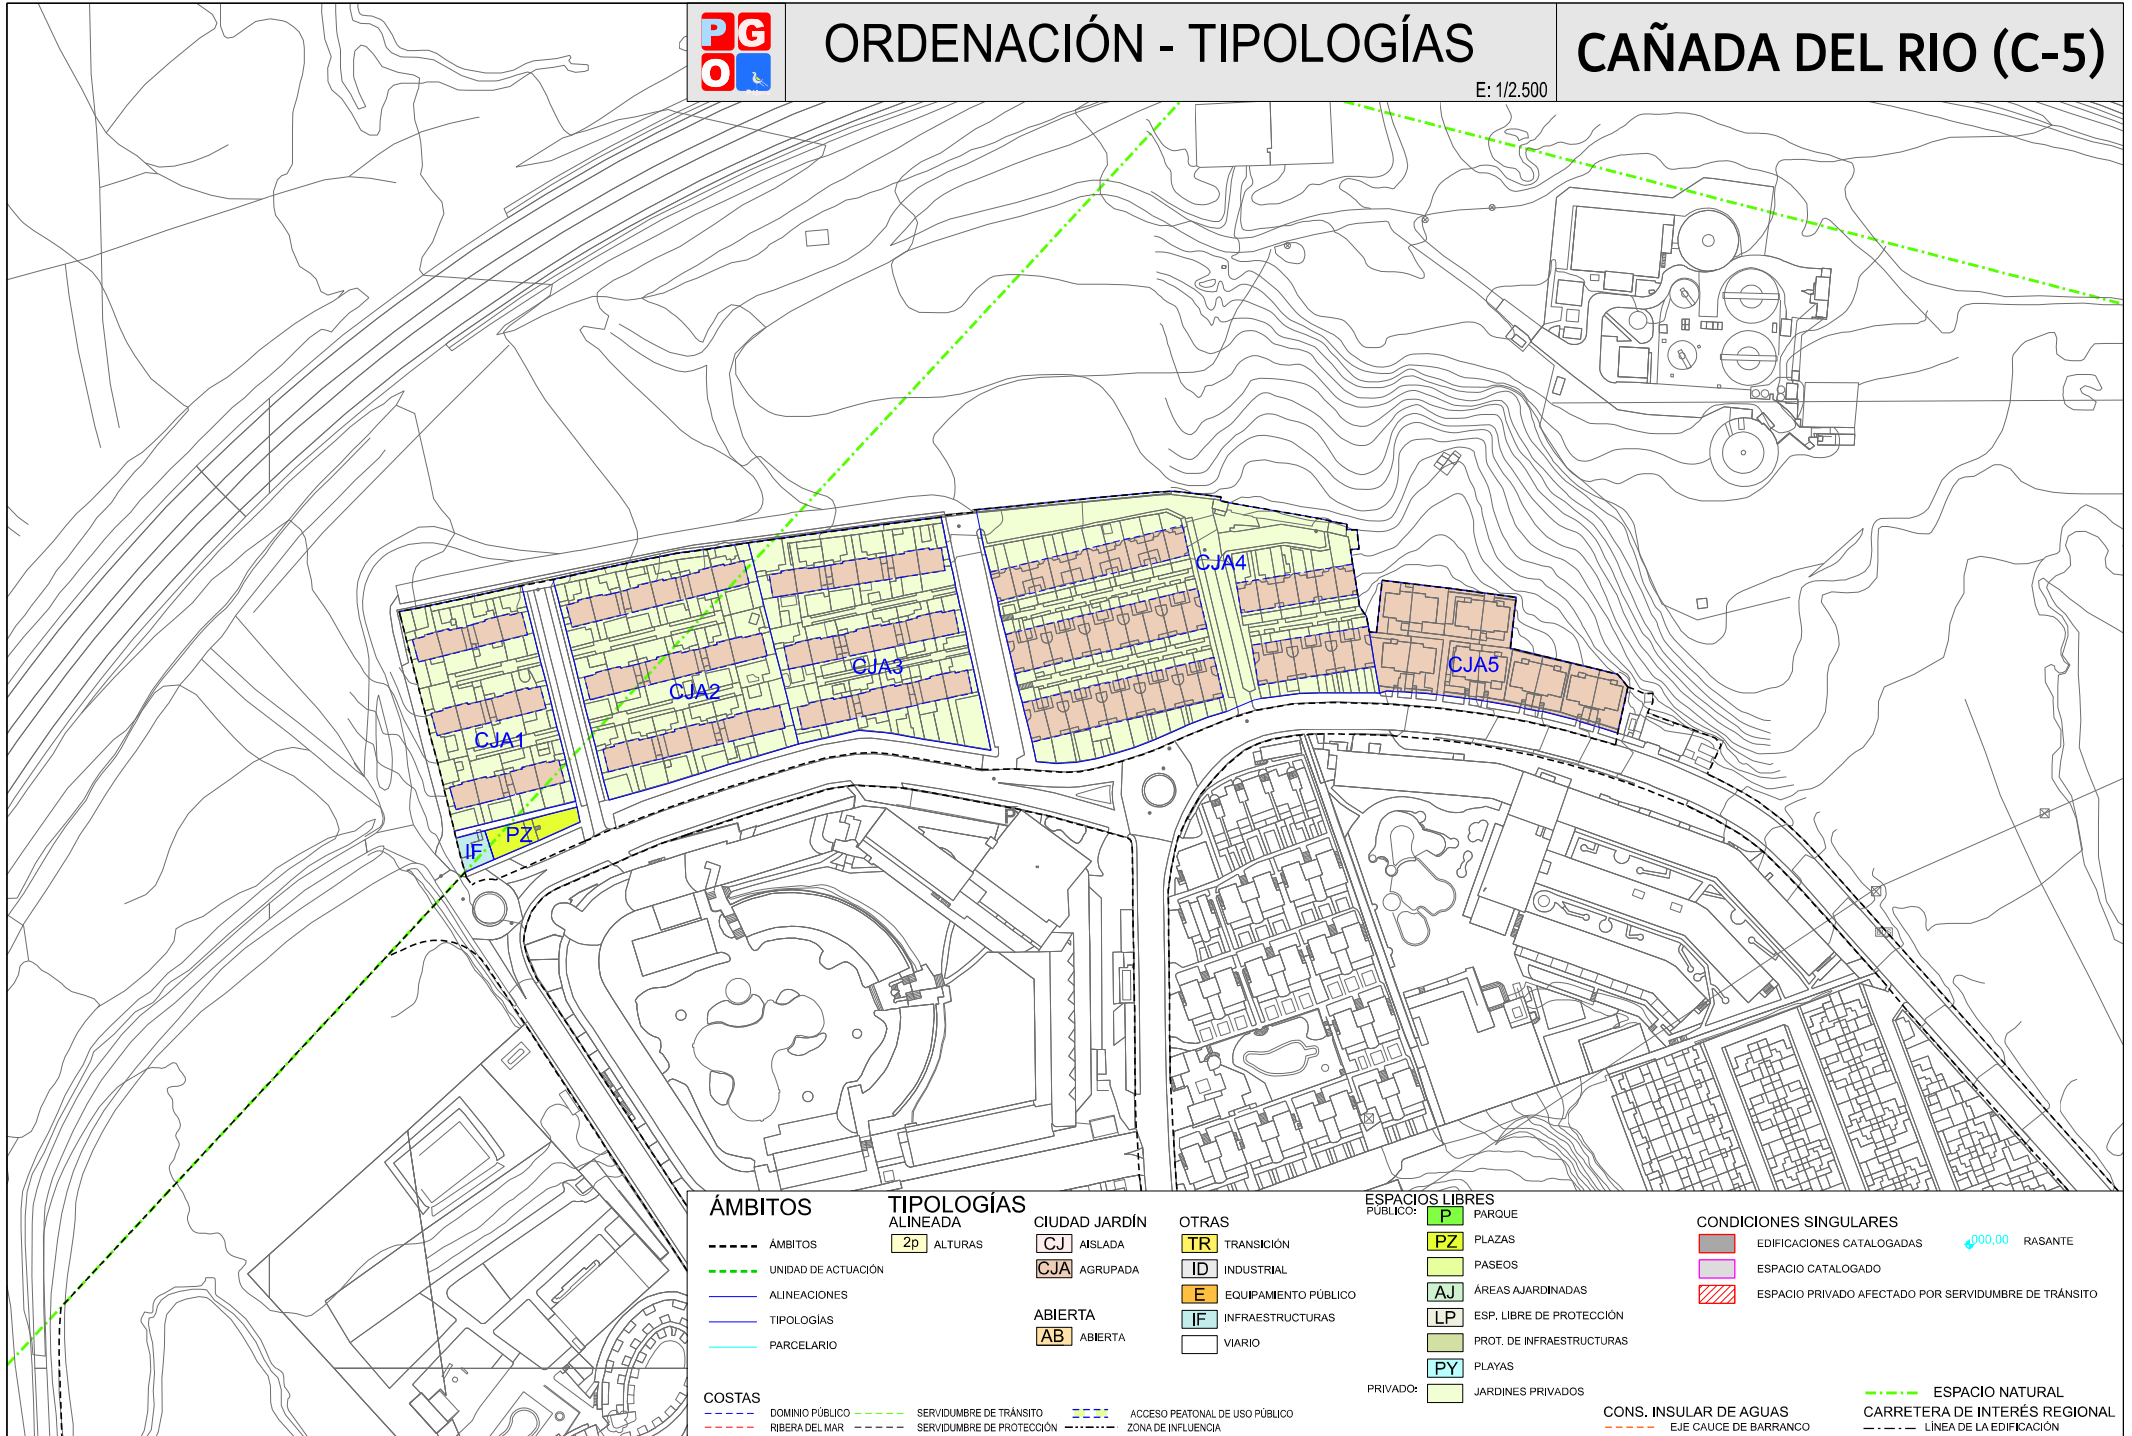 PG
O
ORDENACIÓN - TIPOLOGÍAS
E: 1/2.500
CAÑADA DEL RIO (C-5)
CJA4
CJA5
CJA3
CJA2
CJA1
PZ
IF
P
ÁMBITOS
ÁMBITOS
UNIDAD DE ACTUACIÓN
ALINEACIONES
TIPOLOGÍAS
PARCELARIO
TIPOLOGÍAS
ALINEADA
2p ALTURAS
CIUDAD JARDÍN
CJ AISLADA
CJA AGRUPADA
ABIERTA
AB ABIERTA
OTRAS
TR TRANSICIÓN
ID INDUSTRIAL
E EQUIPAMIENTO PÚBLICO
IF INFRAESTRUCTURAS
VIARIO
ESPACIOS LIBRES
PÚBLICO:
P PARQUE
PZ PLAZAS
PASEOS
AJ ÁREAS AJARDINADAS
LP ESP. LIBRE DE PROTECCIÓN
PROT. DE INFRAESTRUCTURAS
PY PLAYAS
PRIVADO:
JARDINES PRIVADOS
CONDICIONES SINGULARES
EDIFICACIONES CATALOGADAS
000,00 RASANTE
ESPACIO CATALOGADO
ESPACIO PRIVADO AFECTADO POR SERVIDUMBRE DE TRÁNSITO
COSTAS
DOMINIO PÚBLICO
RIBERA DEL MAR
SERVIDUMBRE DE TRÁNSITO
SERVIDUMBRE DE PROTECCIÓN
ACCESO PEATONAL DE USO PÚBLICO
ZONA DE INFLUENCIA
CONS. INSULAR DE AGUAS
EJE CAUCE DE BARRANCO
ESPACIO NATURAL
CARRETERA DE INTERÉS REGIONAL
LÍNEA DE LA EDIFICACIÓN